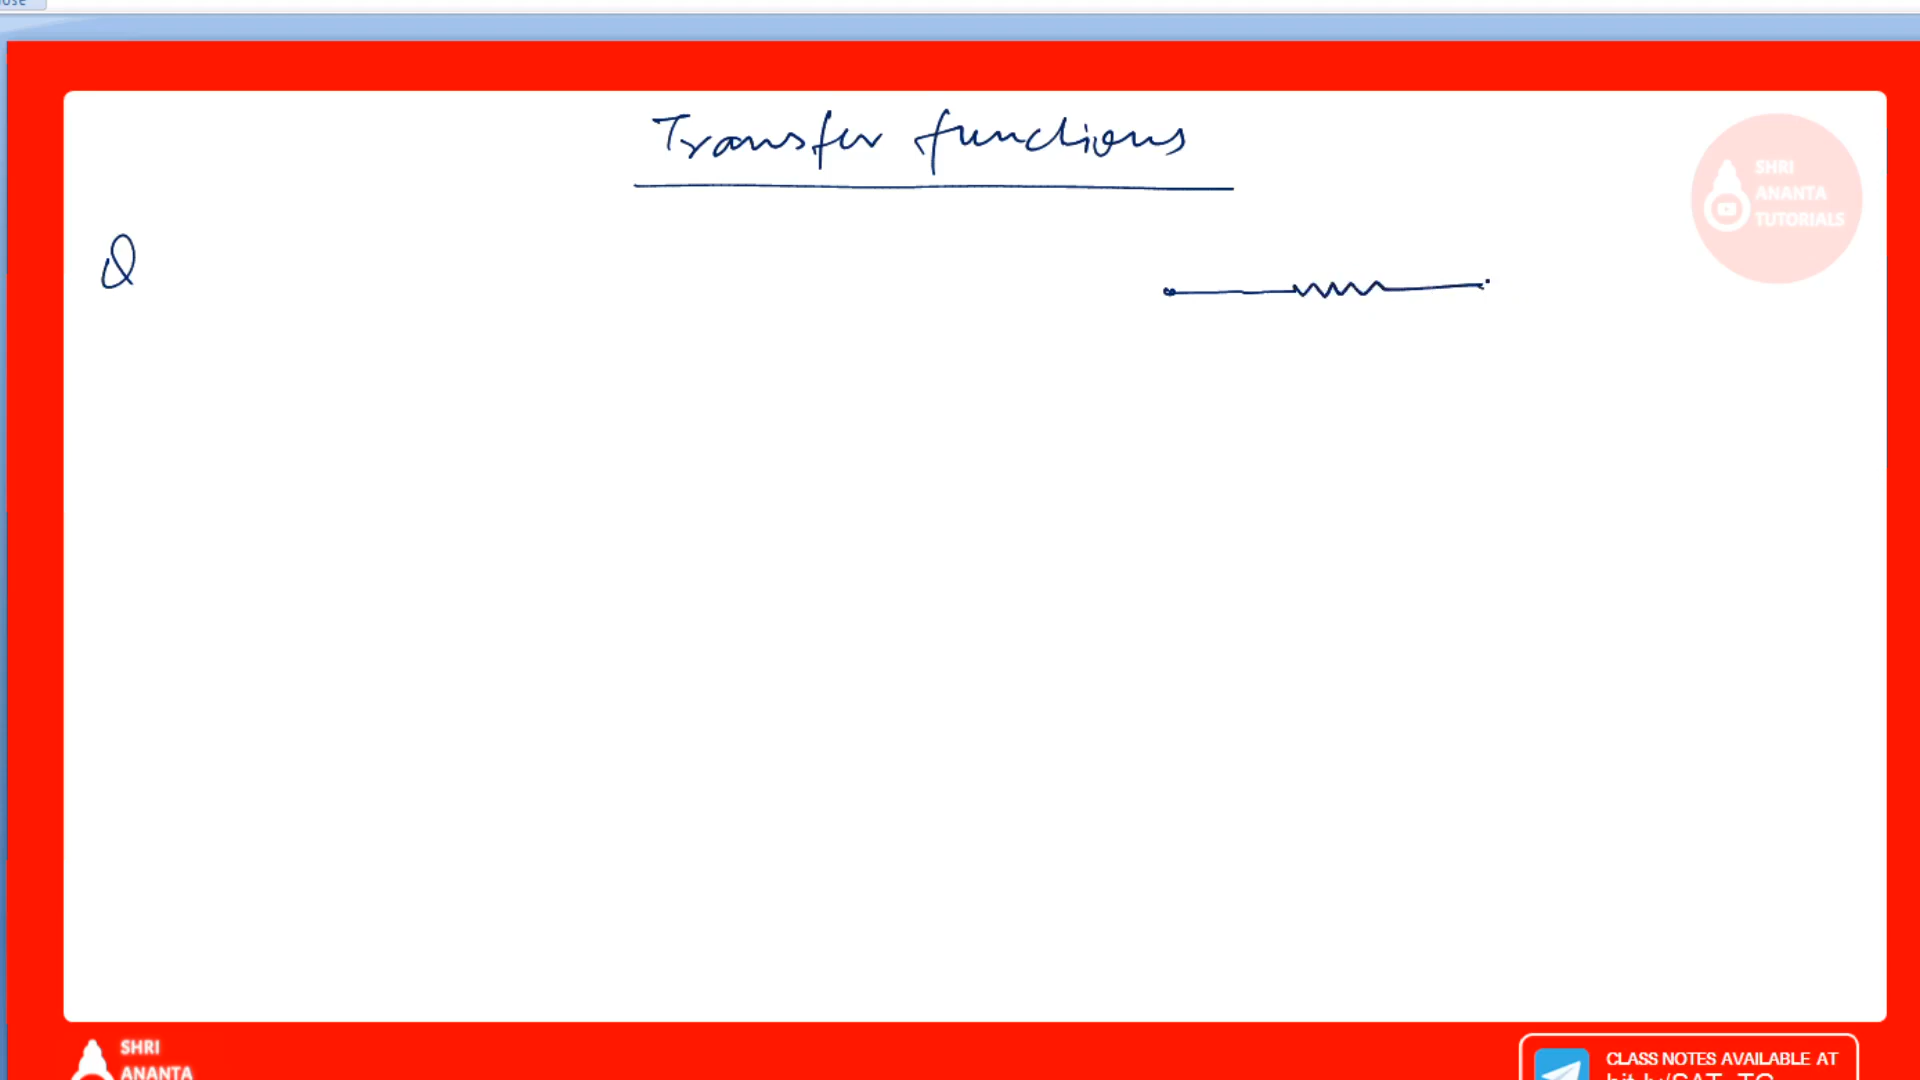 Transfer functions
SHRI
ANANTA
TUTORIALS
Q
SHRI
ANANTA
CLASS NOTES AVAILABLE AT